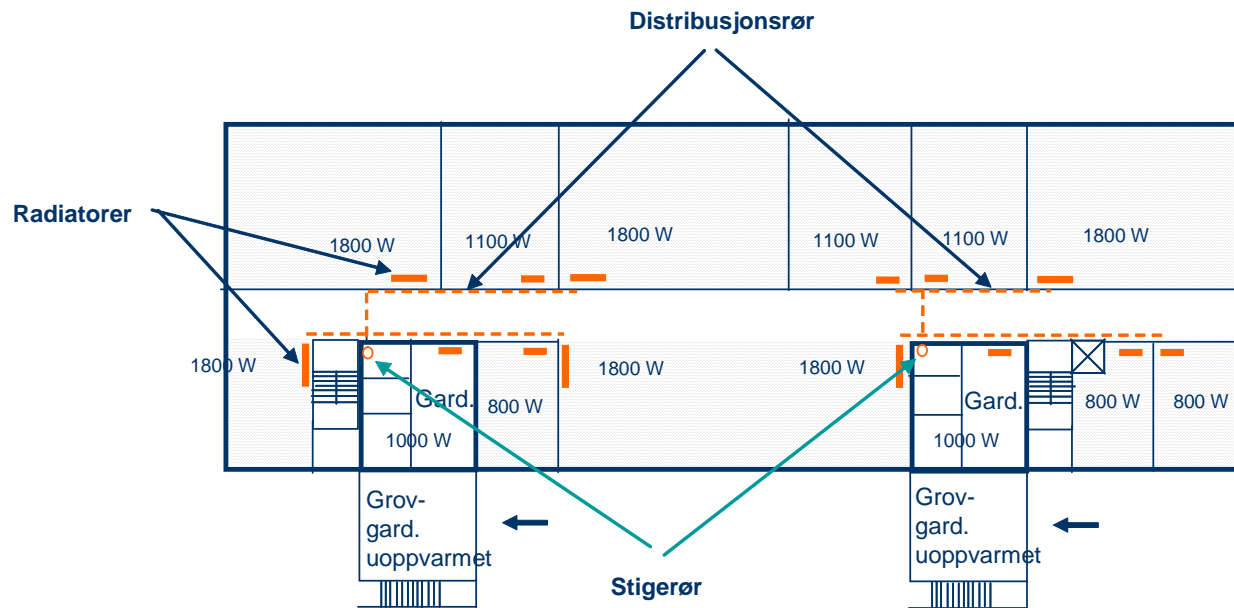 Distribusjonsrør
Radiatorer
1800 W
1100 W
1800 W
1100 W
1100 W
1800 W
1800 W
1800 W
1800 W
Gard.
800 W
1000 W
Gard.
800 W
800 W
1000 W
Grov-
gard.
uoppvarmet
Grov-
gard.
uoppvarmet
Stigerør